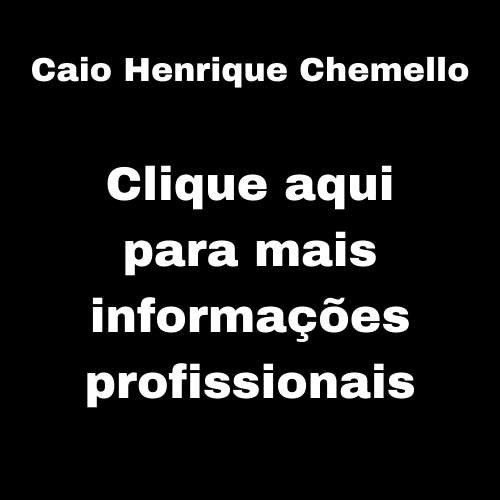 Caio Henrique Chemello
Clique aqui
para mais
informações
profissionais